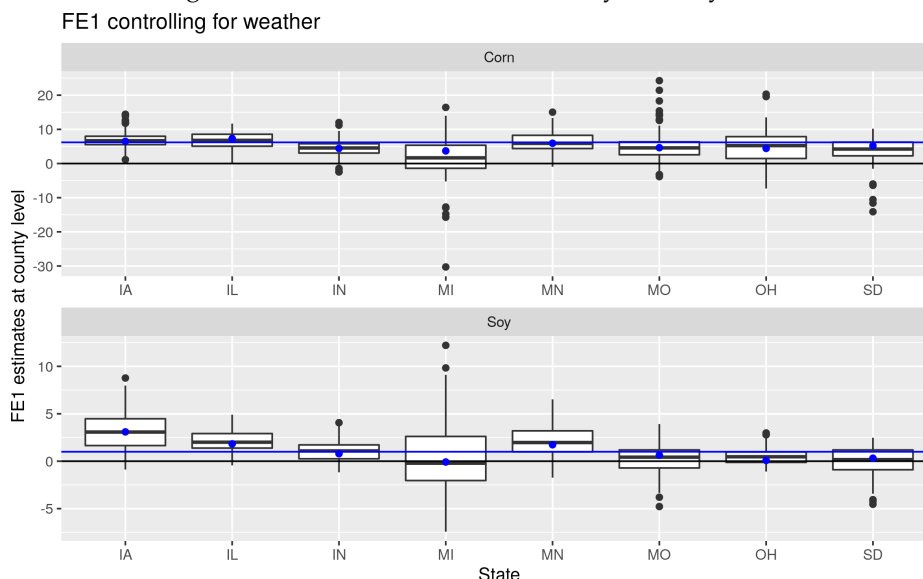 FE1 controlling for weather
Corn
20
10
0
-10
-20
-30
IA IL IN MI MN MO OH SD
FE1 estimates at county level
Soy
10
5
0
-5
IA IL IN MI MN MO OH SD
State